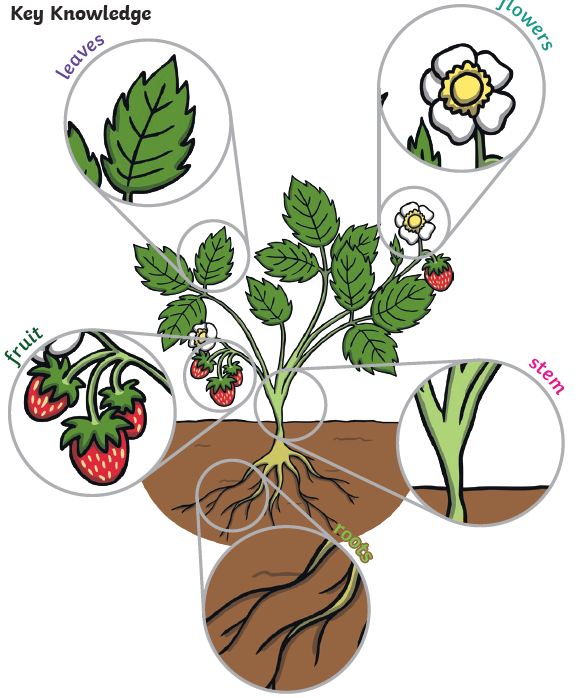 Key Knowledge
leaves
flowers
fruit
stem
roots